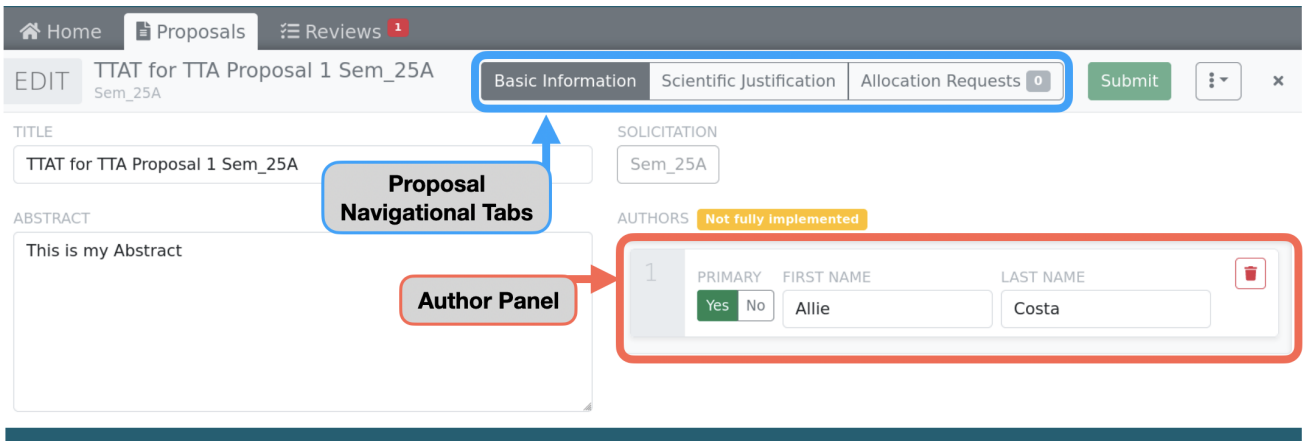 Home Proposals Reviews 1
EDIT TTAT for TTA Proposal 1 Sem_25A
Sem_25A
Basic Information Scientific Justification Allocation Requests 0 Submit
TITLE
TTAT for TTA Proposal 1 Sem_25A
SOLICITATION
Sem_25A
Proposal
Navigational Tabs
ABSTRACT
This is my Abstract
AUTHORS Not fully implemented
Author Panel
1
PRIMARY FIRST NAME LAST NAME
Yes No Allie Costa